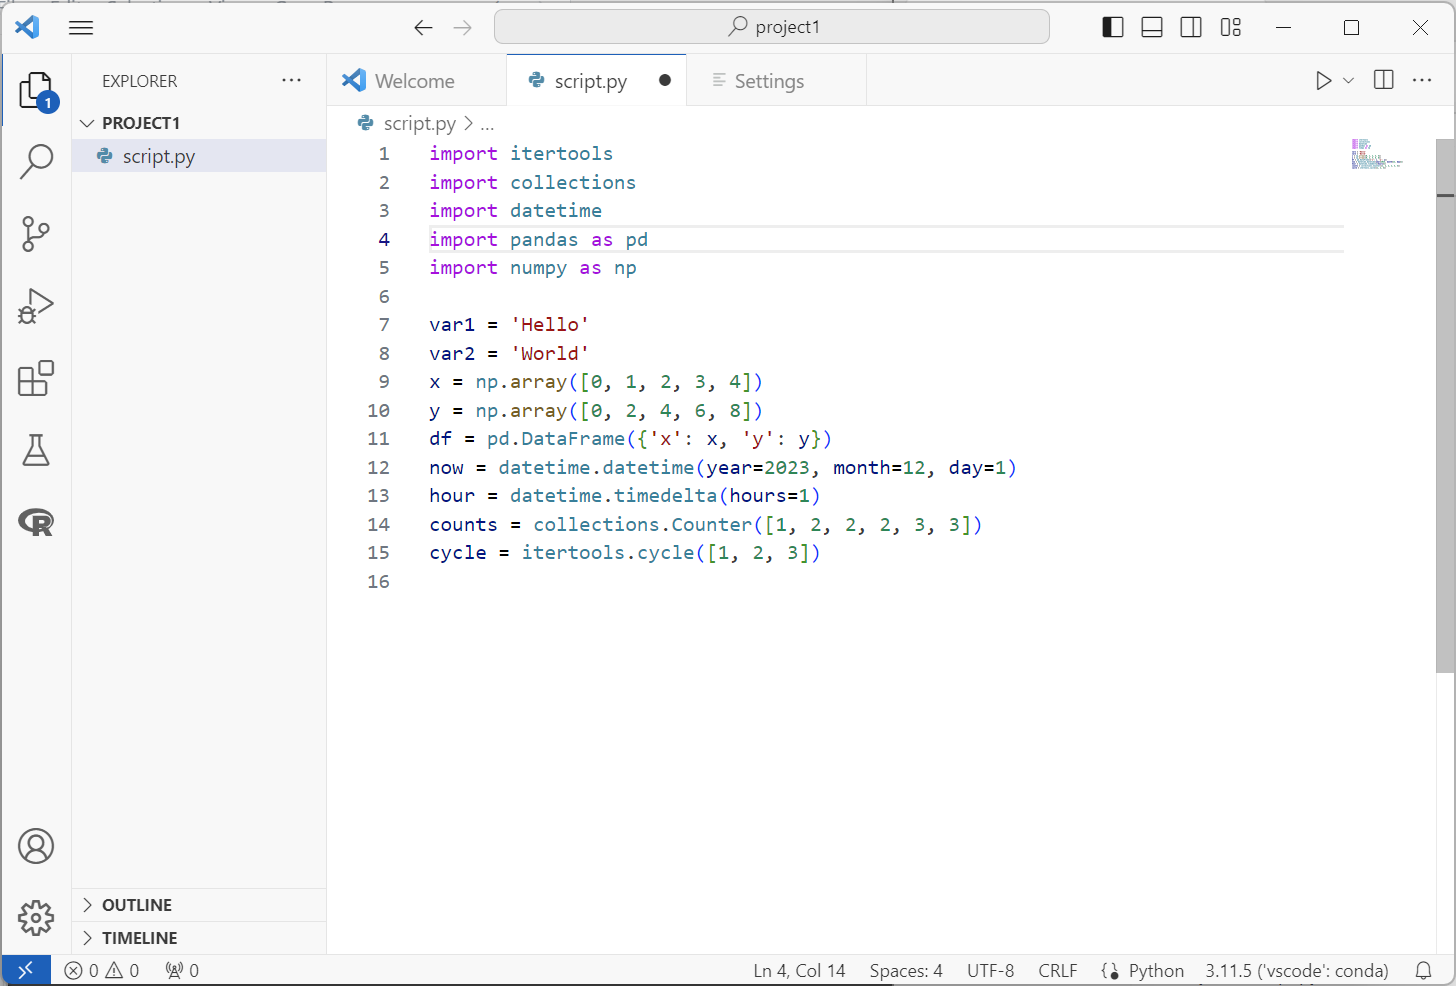 project1
EXPLORER
Welcome
script.py
Settings
1
PROJECT1
script.py
script.py > ...
1 import itertools
2 import collections
3 import datetime
4 import pandas as pd
5 import numpy as np
6
7 var1 = 'Hello'
8 var2 = 'World'
9 x = np.array([0, 1, 2, 3, 4])
10 y = np.array([0, 2, 4, 6, 8])
11 df = pd.DataFrame({'x': x, 'y': y})
12 now = datetime.datetime(year=2023, month=12, day=1)
13 hour = datetime.timedelta(hours=1)
14 counts = collections.Counter([1, 2, 2, 2, 3, 3])
15 cycle = itertools.cycle([1, 2, 3])
16
R
OUTLINE
TIMELINE
0 0 0 Ln 4, Col 14 Spaces: 4 UTF-8 CRLF Python 3.11.5 ('vscode': conda)